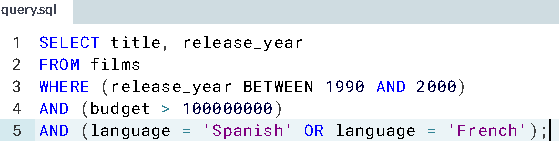 query.sql
1 SELECT title, release_year
2 FROM films
3 WHERE (release_year BETWEEN 1990 AND 2000)
4 AND (budget > 100000000)
5 AND (language = 'Spanish' OR language = 'French');